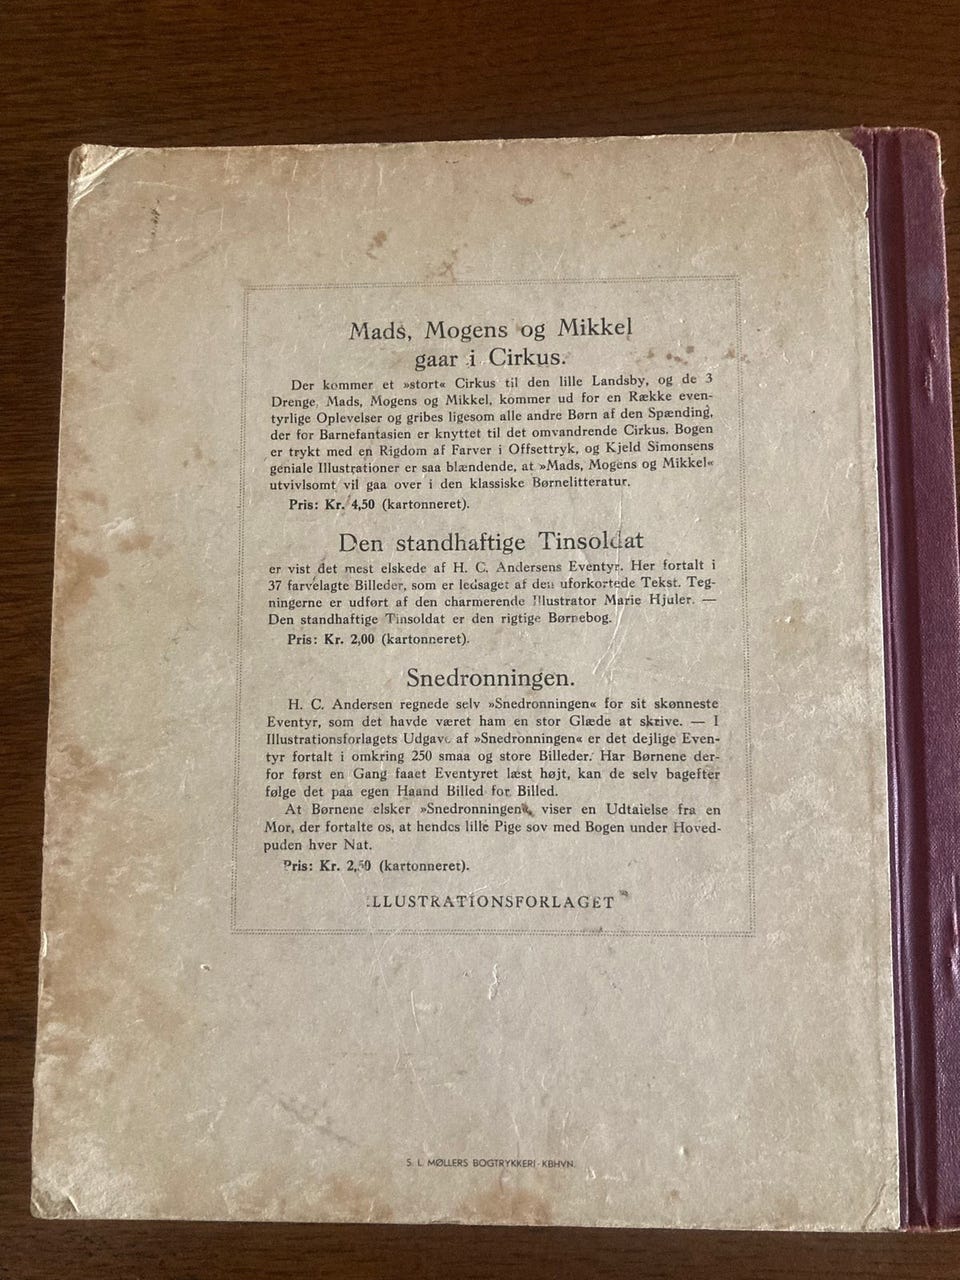 Mads, Mogens og Mikkel
gaar i Cirkus.
Der kommer et »stort« Cirkus til den lille Landsby, og de 3
Drenge, Mads, Mogens og Mikkel, kommer ud for en Række even-
tyrlige Oplevelser og gribes ligesom alle andre Børn af den Spænding,
der for Barnefantasien er knyttet til det omvandrende Cirkus. Bogen
er trykt med en Rigdom af Farver i Offsettryk, og Kjeld Simonsens
geniale Illustrationer er saa blændende, at »Mads, Mogens og Mikkel«
utvivlsomt vil gaa over i den klassiske Børnelitteratur.
Pris: Kr. 4,50 (kartonneret).
Den standhaftige Tinsoldat
er vist det mest elskede af H. C. Andersens Eventyr. Her fortalt i
37 farvelagte Billeder, som er ledsaget af den uforkortede Tekst. Teg-
ningerne er udført af den charmerende Illustrator Marie Hjuler. —
Den standhaftige Tinsoldat er den rigtige Børnebog.
Pris: Kr. 2,00 (kartonneret).
Snedronningen.
H. C. Andersen regnede selv »Snedronningen« for sit skønneste
Eventyr, som det havde været ham en stor Glæde at skrive. — I
Illustrationsforlagets Udgave af »Snedronningen« er det dejlige Even-
tyr fortalt i omkring 250 smaa og store Billeder. Har Børnene der-
for først en Gang faaet Eventyret læst højt, kan de selv bagefter
følge det paa egen Haand Billed for Billed.
At Børnene elsker »Snedronningen«, viser en Udtalelse fra en
Mor, der fortalte os, at hendes lille Pige sov med Bogen under Hoved-
puden hver Nat.
Pris: Kr. 2,50 (kartonneret).
ILLUSTRATIONSFORLAGET
S. L. MØLLERS BOGTRYKKERI - KBHVN.